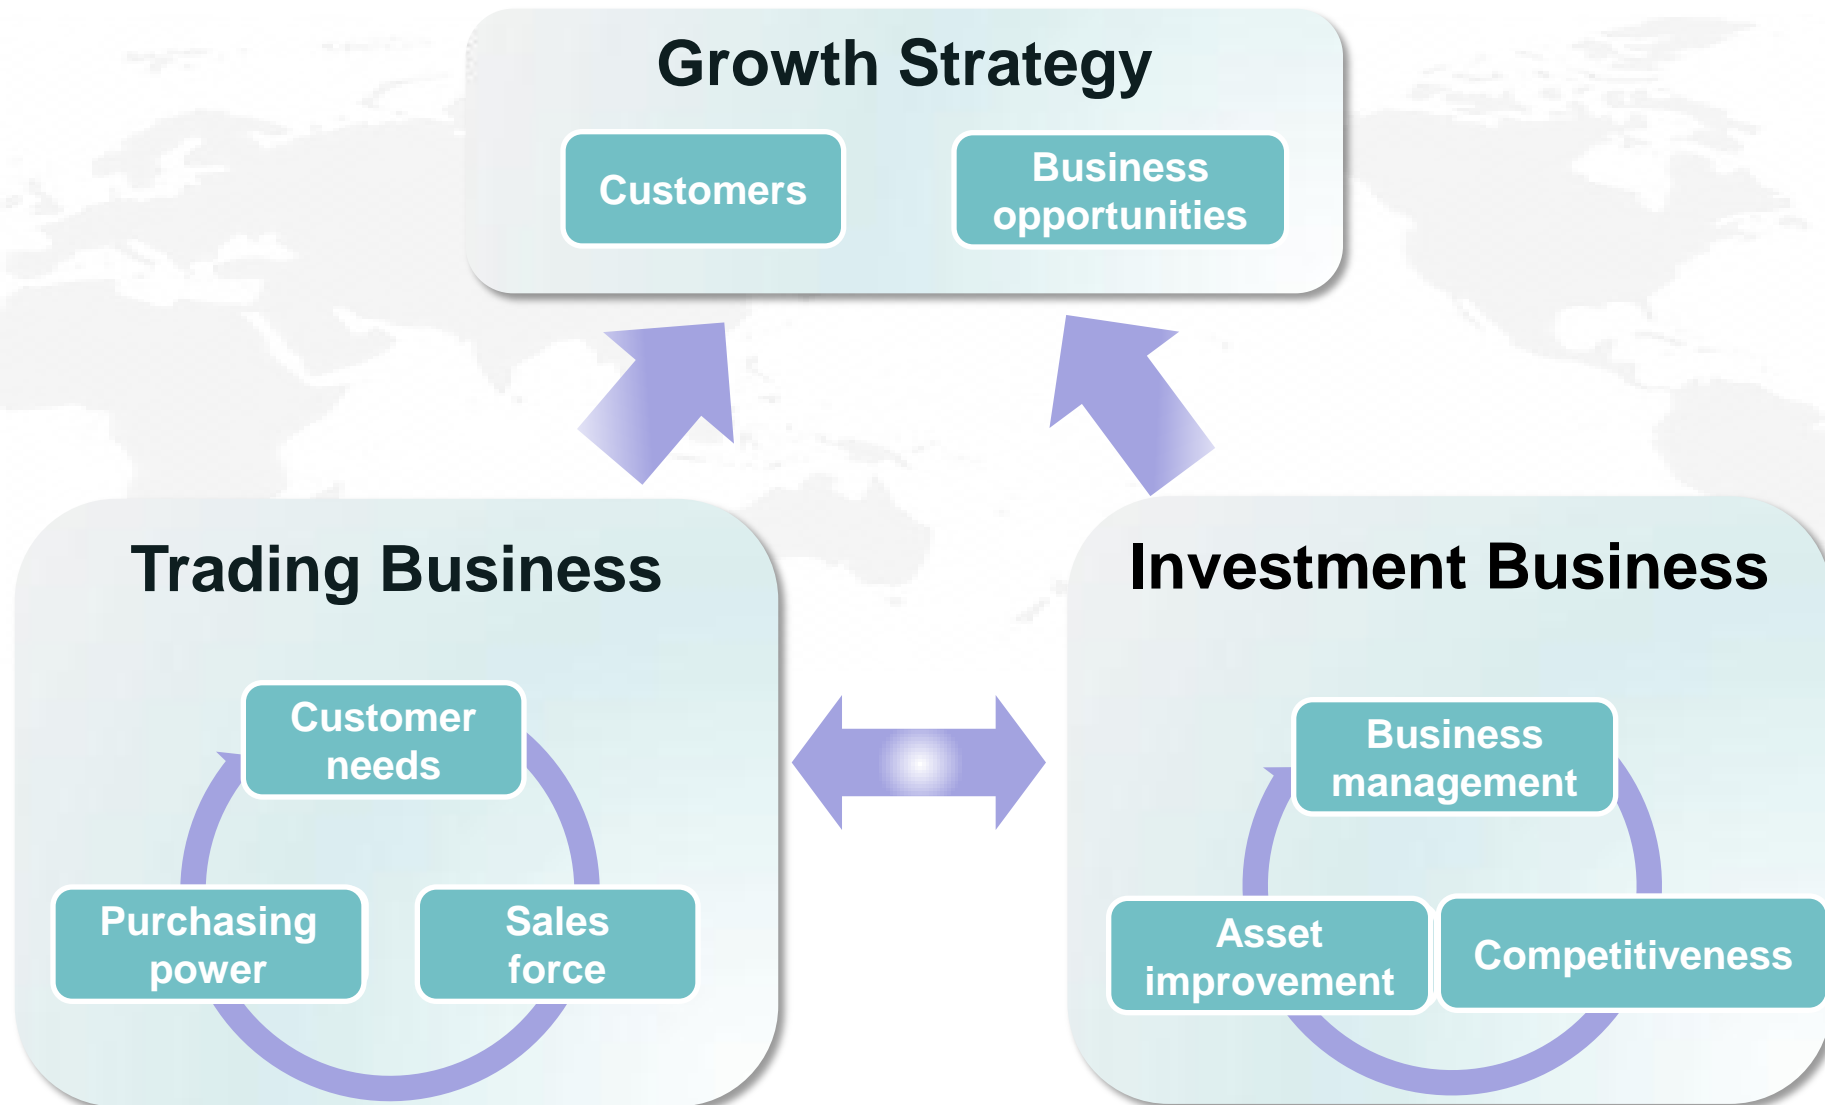 Growth Strategy
Customers
Business
opportunities
Trading Business
Customer
needs
Purchasing
power
Sales
force
Investment Business
Business
management
Asset
improvement
Competitiveness